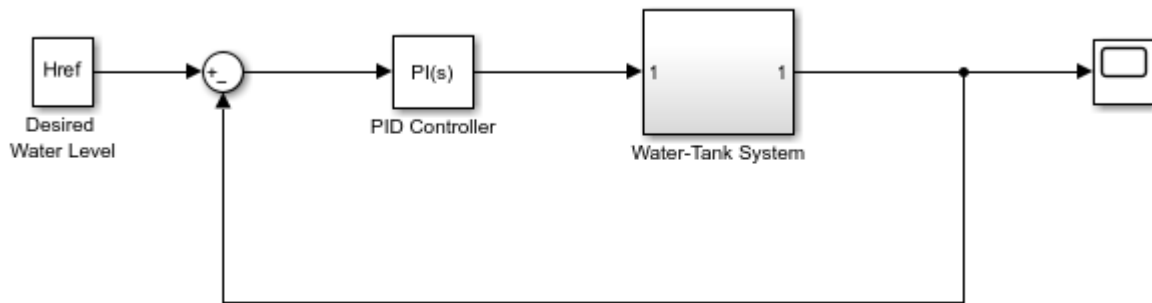 Href
Desired
Water Level
+
−
PI(s)
PID Controller
1
1
Water-Tank System